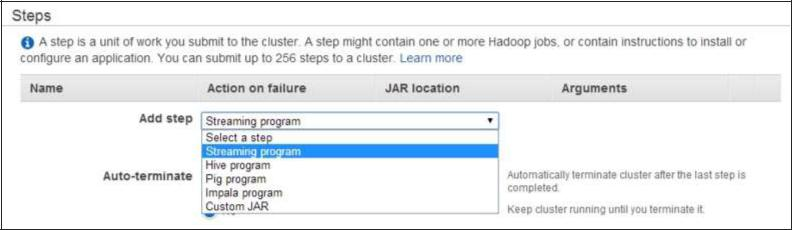 Steps
A step is a unit of work you submit to the cluster. A step might contain one or more Hadoop jobs, or contain instructions to install or
configure an application. You can submit up to 256 steps to a cluster. Learn more
Name Action on failure JAR location Arguments
Add step Streaming program
Select a step
Streaming program
Hive program
Pig program
Impala program
Custom JAR
Auto-terminate
Automatically terminate cluster after the last step is
completed.
Keep cluster running until you terminate it.